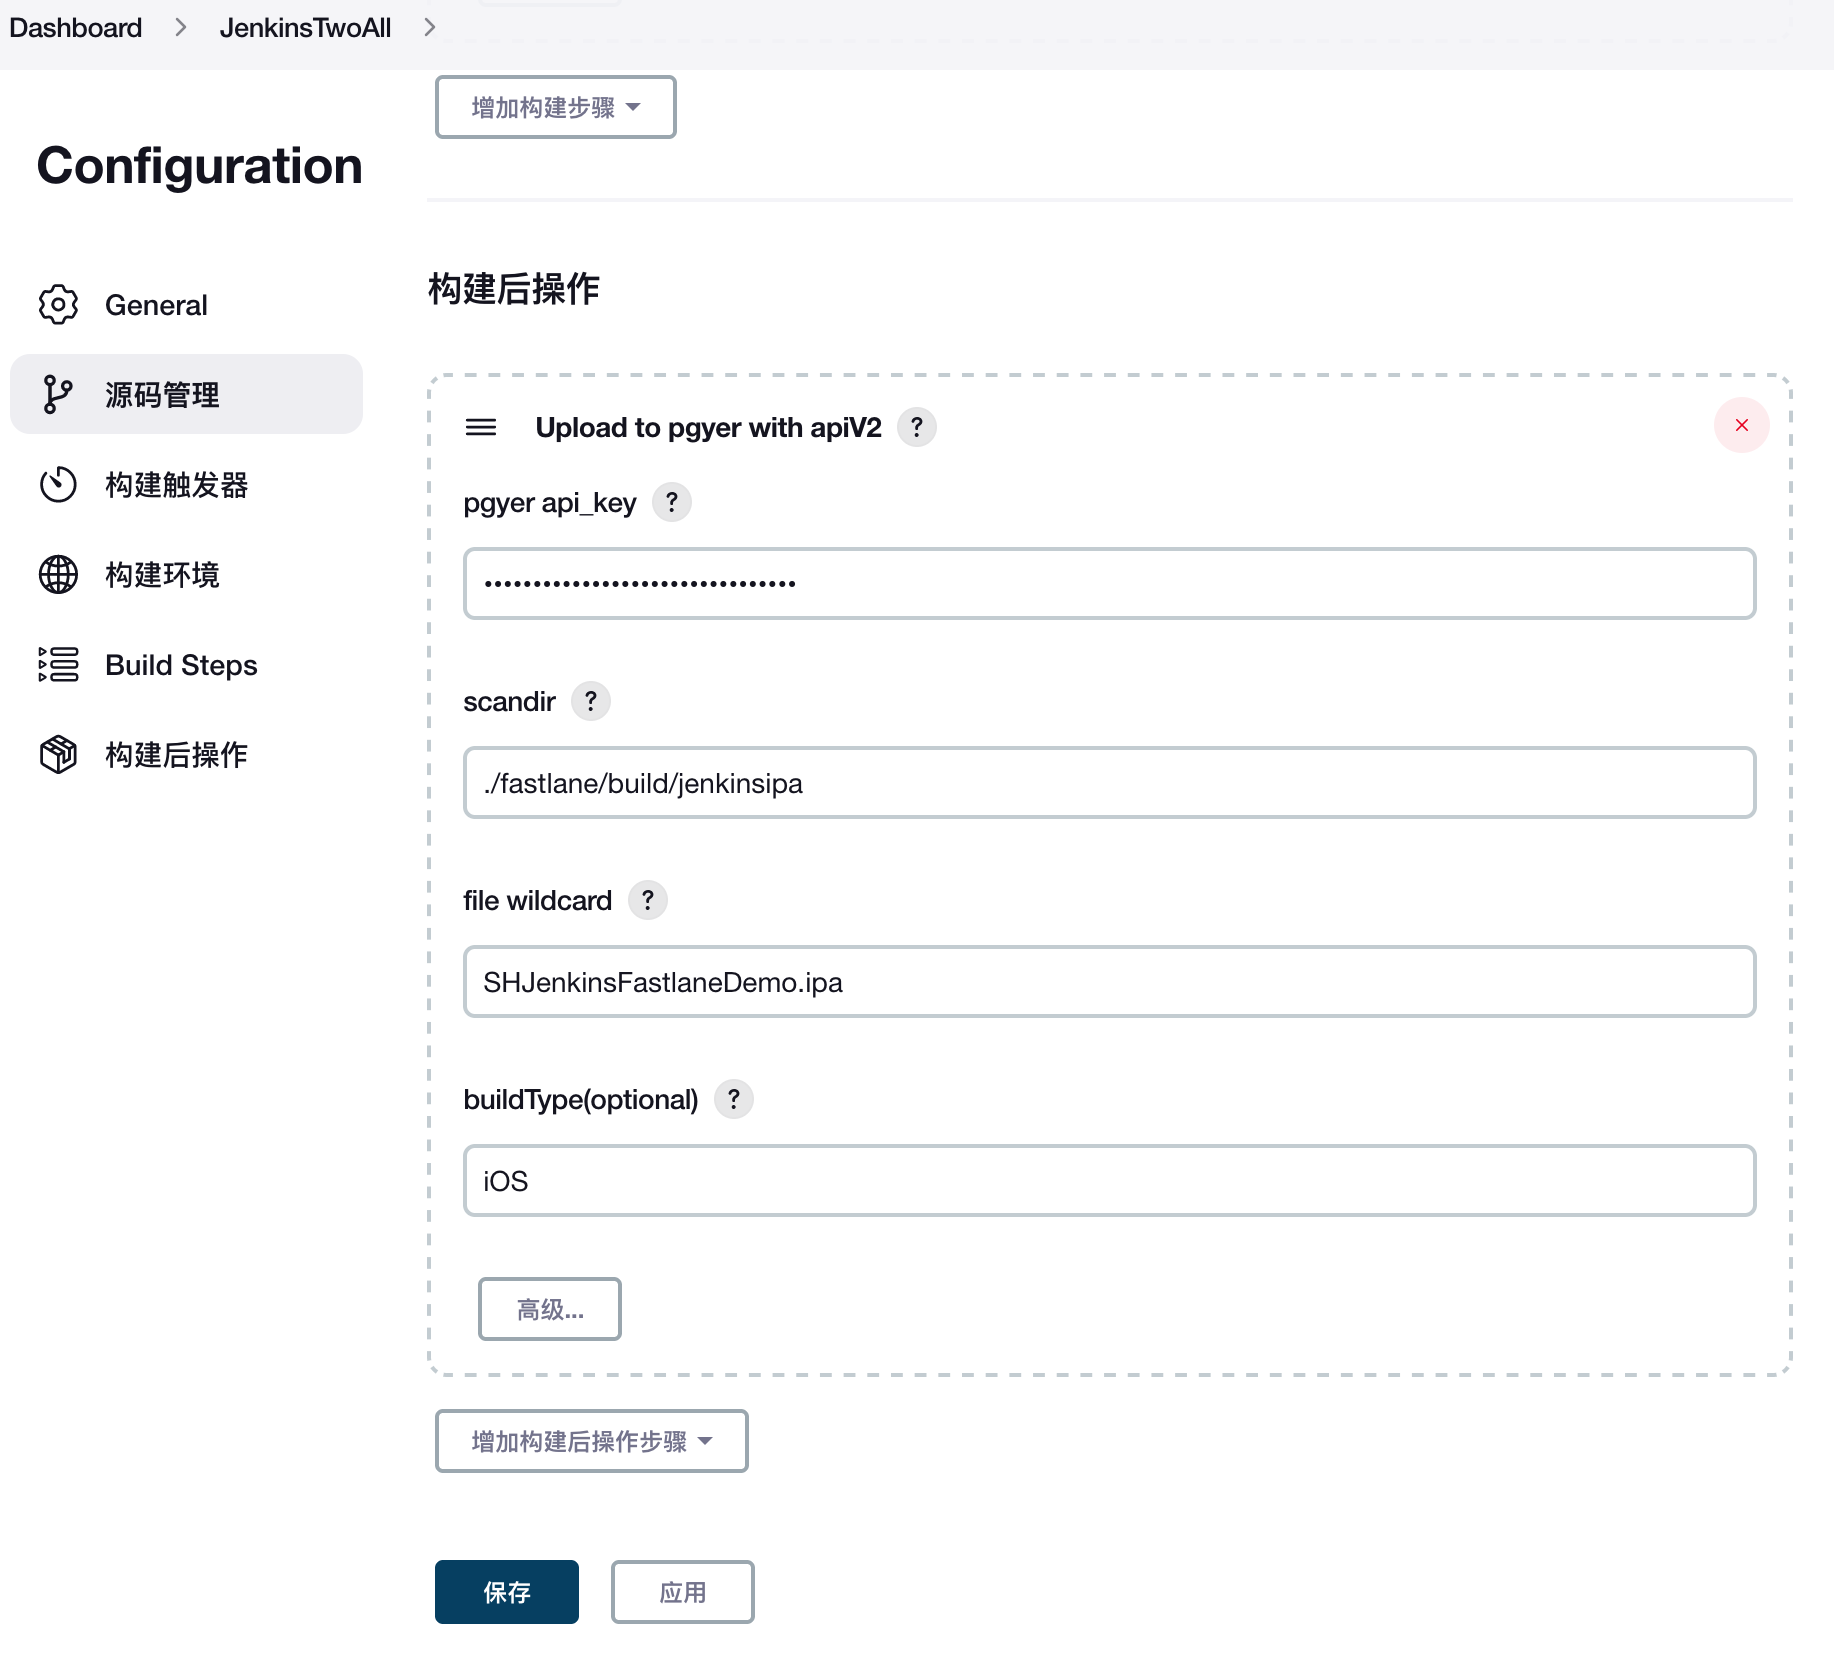 Dashboard > JenkinsTwoAll >
增加构建步骤
Configuration
General
源码管理
构建触发器
构建环境
Build Steps
构建后操作
构建后操作
Upload to pgyer with apiV2 ?
pgyer api_key ?
••••••••••••••••••••••••••••••••
scandir ?
./fastlane/build/jenkinsipa
file wildcard ?
SHJenkinsFastlaneDemo.ipa
buildType(optional) ?
iOS
高级...
增加构建后操作步骤
保存
应用